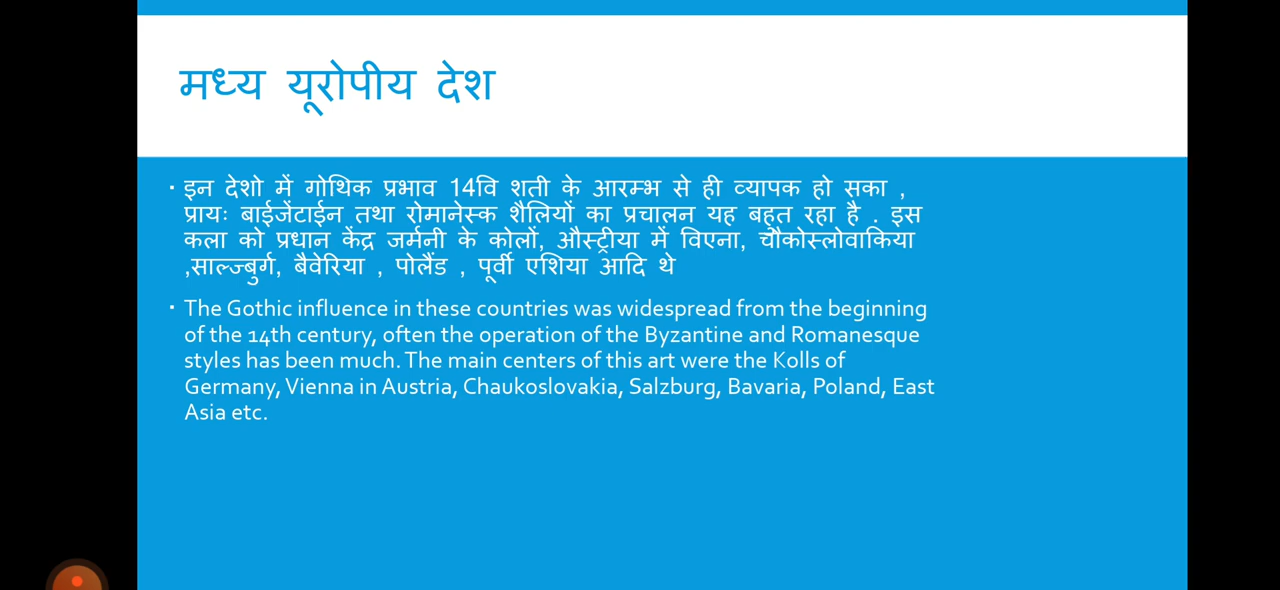 मध्य यूरोपीय देश
• इन देशो में गोथिक प्रभाव 14वि शती के आरम्भ से ही व्यापक हो सका ,
प्रायः बाईजेंटाईन तथा रोमानेस्क शैलियों का प्रचालन यह बहुत रहा है . इस
कला को प्रधान केंद्र जर्मनी के कोलों, औस्ट्रीया में विएना, चौकोस्लोवाकिया
,साल्ज्बुर्ग, बैवेरिया , पोलैंड , पूर्वी एशिया आदि थे
• The Gothic influence in these countries was widespread from the beginning
of the 14th century, often the operation of the Byzantine and Romanesque
styles has been much. The main centers of this art were the Kolls of
Germany, Vienna in Austria, Chaukoslovakia, Salzburg, Bavaria, Poland, East
Asia etc.